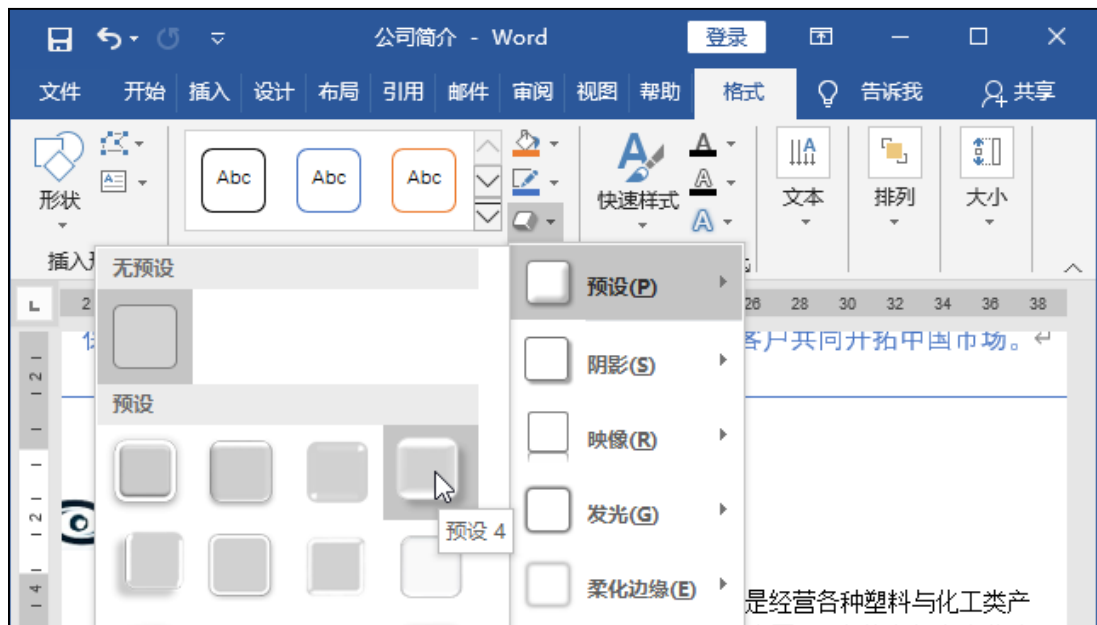 公司简介 - Word
登录
文件 开始 插入 设计 布局 引用 邮件 审阅 视图 帮助 格式 告诉我 共享
Abc Abc Abc
形状 快速样式 文本 排列 大小
插入
无预设
预设(P)
2 26 28 30 32 34 36 38
客户共同开拓中国市场。
阴影(S)
预设
映像(R)
发光(G)
预设 4
柔化边缘(E)
是经营各种塑料与化工类产